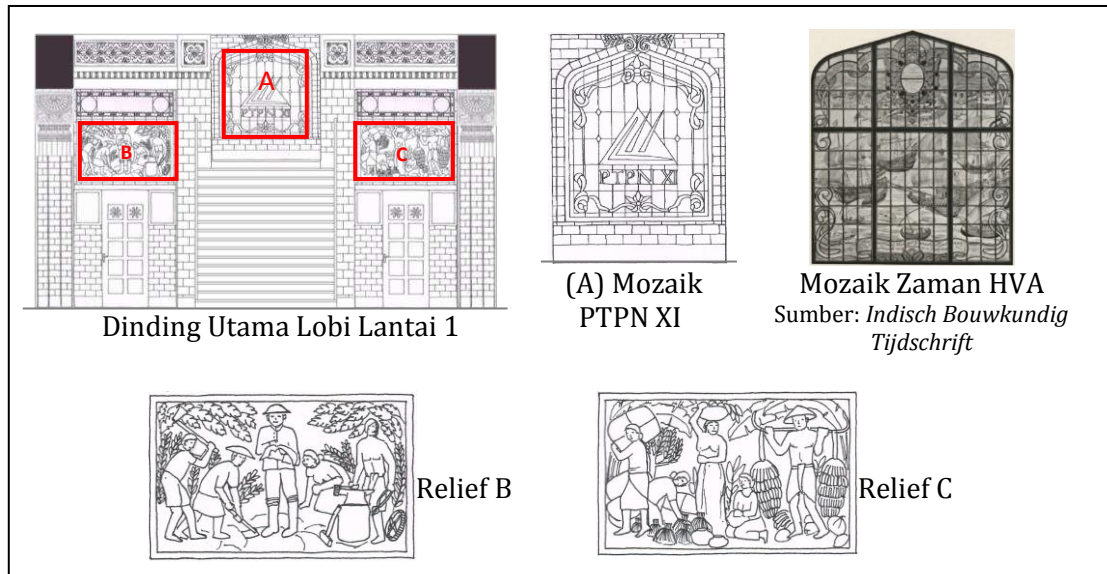 A
PTPN XI
B
C
Dinding Utama Lobi Lantai 1
PTPN XI
(A) Mozaik
PTPN XI
Mozaik Zaman HVA
Sumber: Indisch Bouwkundig
Tijdschrift
Relief B
Relief C